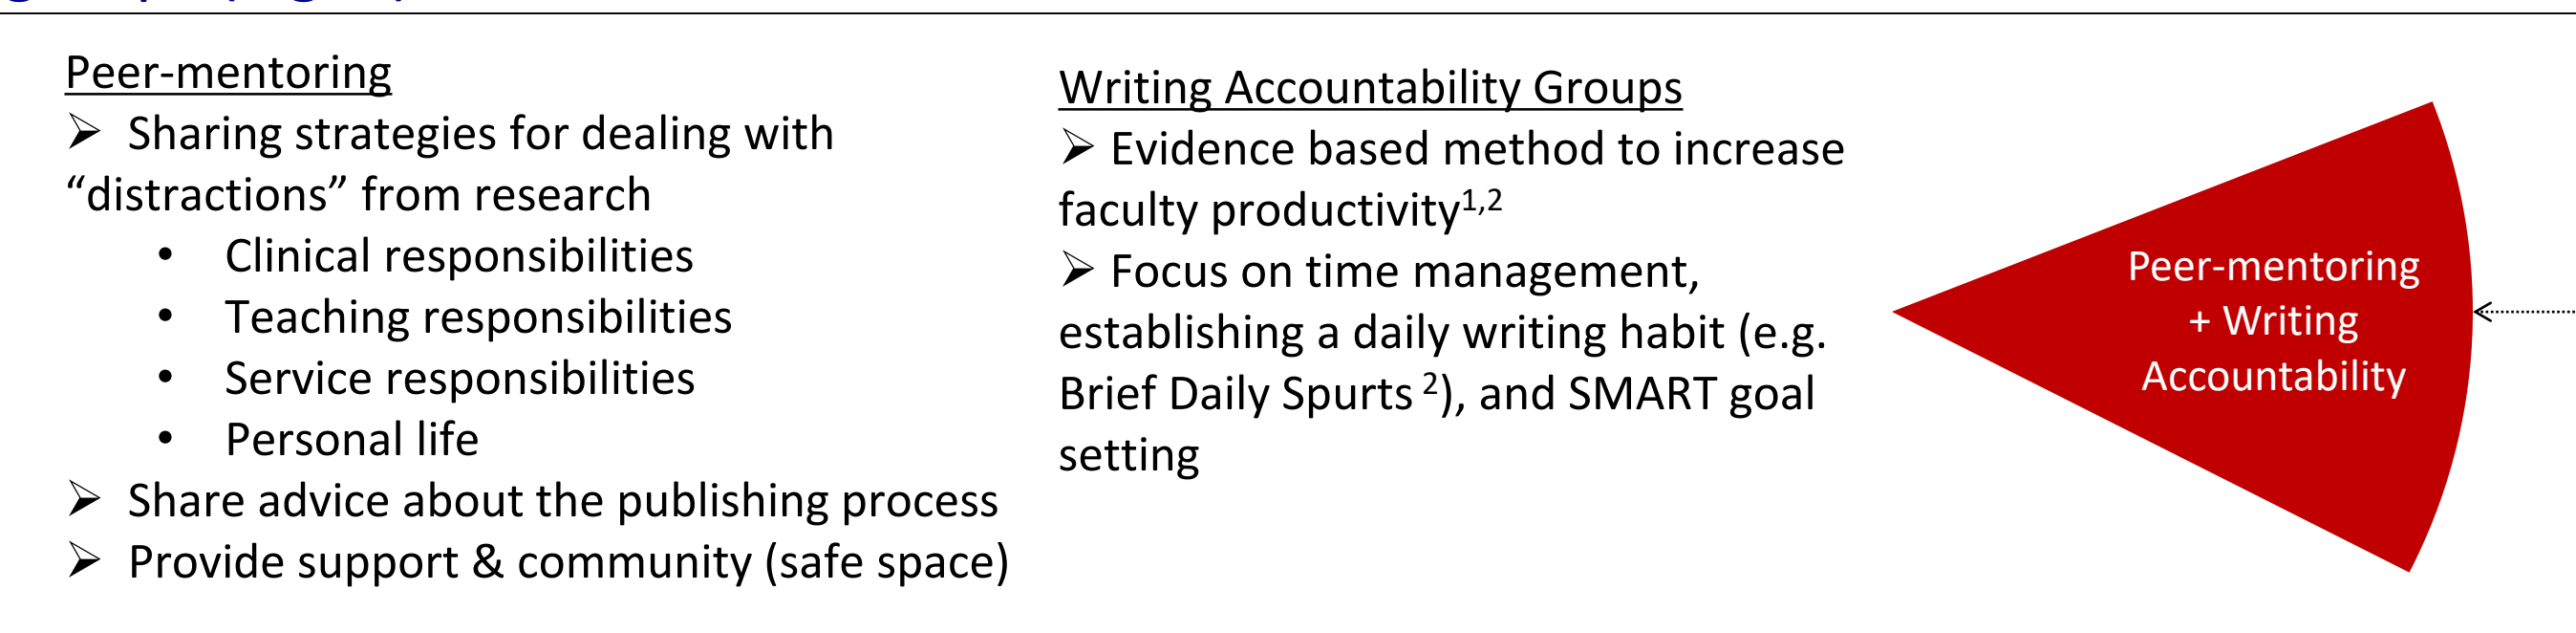 Peer-mentoring
➢ Sharing strategies for dealing with
“distractions” from research
• Clinical responsibilities
• Teaching responsibilities
• Service responsibilities
• Personal life
➢ Share advice about the publishing process
➢ Provide support & community (safe space)
Writing Accountability Groups
➢ Evidence based method to increase
faculty productivity1,2
➢ Focus on time management,
establishing a daily writing habit (e.g.
Brief Daily Spurts 2), and SMART goal
setting
Peer-mentoring
+ Writing
Accountability